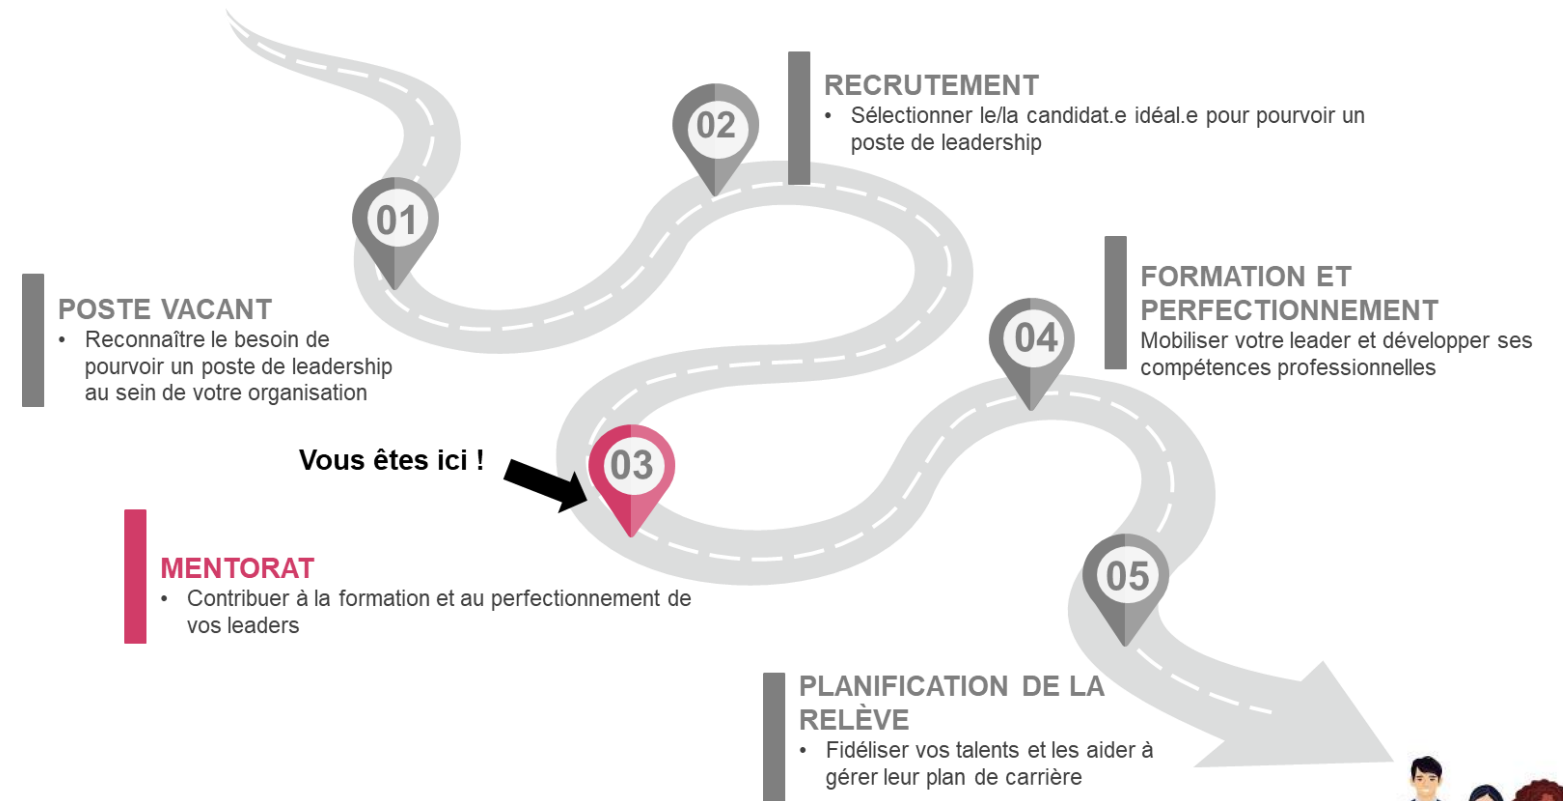 01
POSTE VACANT
• Reconnaître le besoin de
pourvoir un poste de leadership
au sein de votre organisation
02
RECRUTEMENT
• Sélectionner le/la candidat.e idéal.e pour pourvoir un
poste de leadership
Vous êtes ici !
03
MENTORAT
• Contribuer à la formation et au perfectionnement de
vos leaders
04
FORMATION ET
PERFECTIONNEMENT
Mobiliser votre leader et développer ses
compétences professionnelles
05
PLANIFICATION DE LA
RELÈVE
• Fidéliser vos talents et les aider à
gérer leur plan de carrière